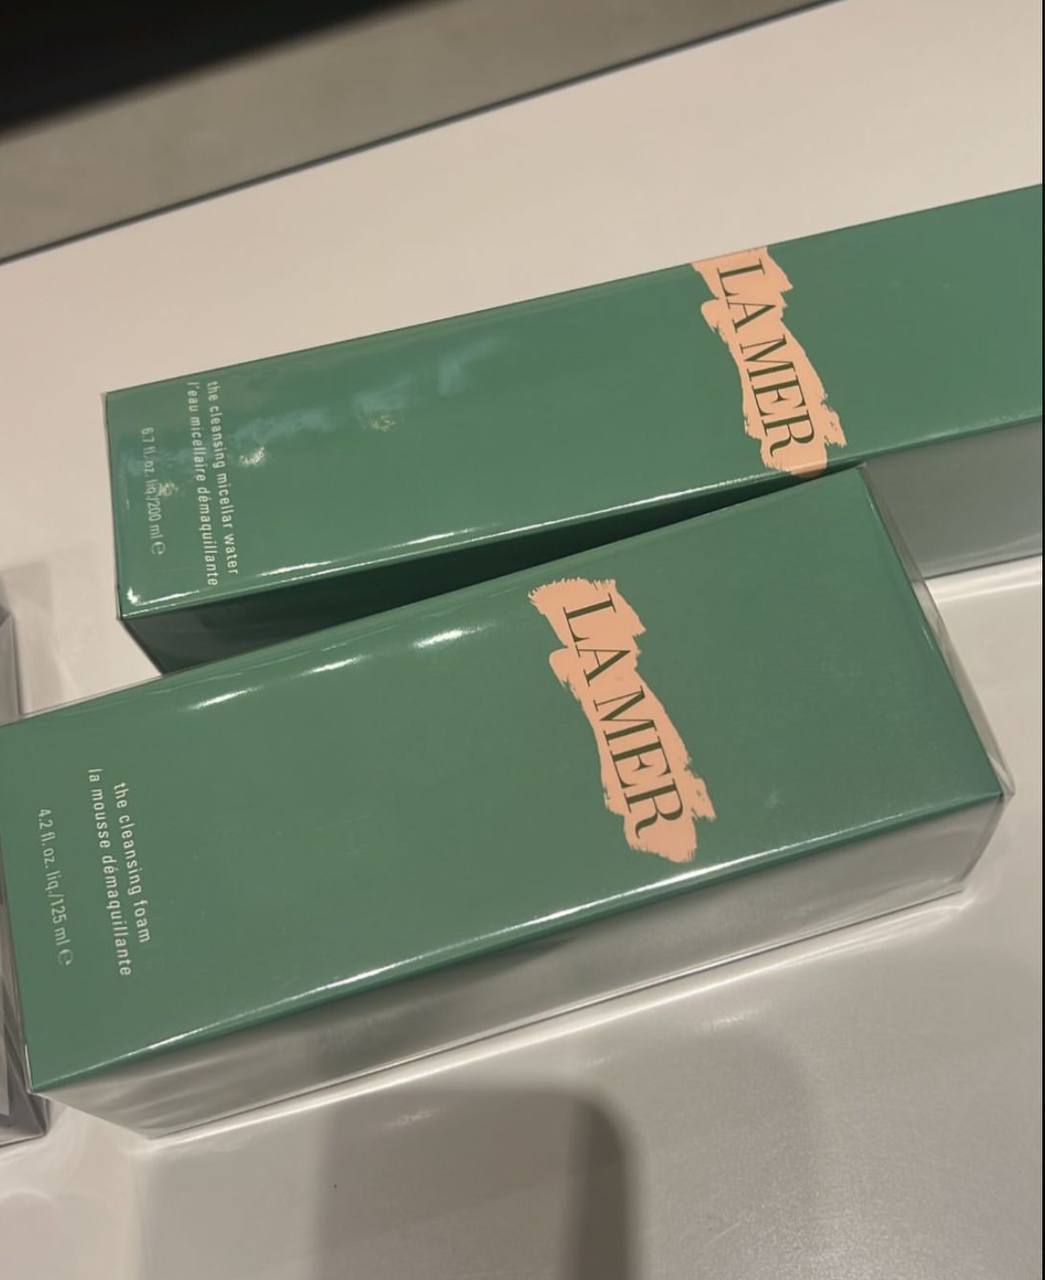 LA MER
the cleansing micellar water
l'eau micellaire démaquillante
6.7 fl. oz. liq./200 ml ℮
LA MER
the cleansing foam
la mousse démaquillante
4.2 fl. oz. liq./125 ml ℮